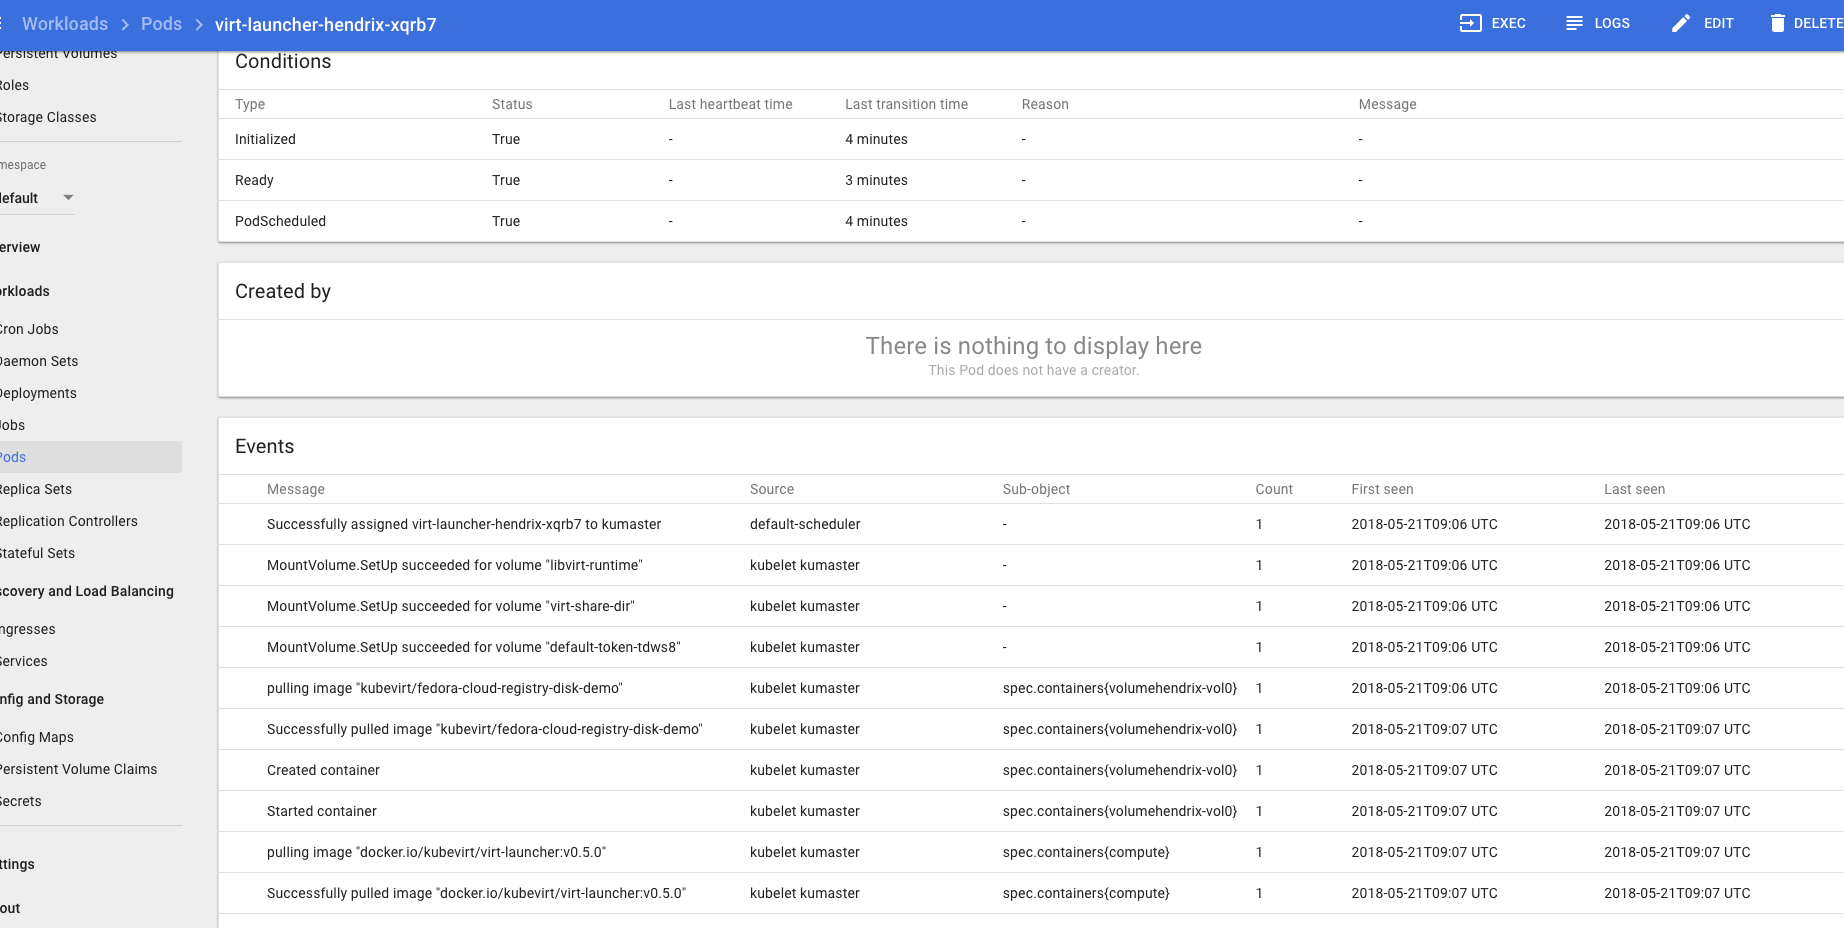 Workloads > Pods > virt-launcher-hendrix-xqrb7 EXEC LOGS EDIT DELETE
ersistent Volumes
oles
Storage Classes
mespace
efault
erview
orkloads
Cron Jobs
Daemon Sets
Deployments
Jobs
Pods
Replica Sets
Replication Controllers
Stateful Sets
scovery and Load Balancing
ngresses
Services
nfig and Storage
Config Maps
Persistent Volume Claims
Secrets
ttings
out
Conditions
Type Status Last heartbeat time Last transition time Reason Message
Initialized True - 4 minutes - -
Ready True - 3 minutes - -
PodScheduled True - 4 minutes - -
Created by
There is nothing to display here
This Pod does not have a creator.
Events
Message Source Sub-object Count First seen Last seen
Successfully assigned virt-launcher-hendrix-xqrb7 to kumaster default-scheduler - 1 2018-05-21T09:06 UTC 2018-05-21T09:06 UTC
MountVolume.SetUp succeeded for volume "libvirt-runtime" kubelet kumaster - 1 2018-05-21T09:06 UTC 2018-05-21T09:06 UTC
MountVolume.SetUp succeeded for volume "virt-share-dir" kubelet kumaster - 1 2018-05-21T09:06 UTC 2018-05-21T09:06 UTC
MountVolume.SetUp succeeded for volume "default-token-tdws8" kubelet kumaster - 1 2018-05-21T09:06 UTC 2018-05-21T09:06 UTC
pulling image "kubevirt/fedora-cloud-registry-disk-demo" kubelet kumaster spec.containers{volumehendrix-vol0} 1 2018-05-21T09:06 UTC 2018-05-21T09:06 UTC
Successfully pulled image "kubevirt/fedora-cloud-registry-disk-demo" kubelet kumaster spec.containers{volumehendrix-vol0} 1 2018-05-21T09:07 UTC 2018-05-21T09:07 UTC
Created container kubelet kumaster spec.containers{volumehendrix-vol0} 1 2018-05-21T09:07 UTC 2018-05-21T09:07 UTC
Started container kubelet kumaster spec.containers{volumehendrix-vol0} 1 2018-05-21T09:07 UTC 2018-05-21T09:07 UTC
pulling image "docker.io/kubevirt/virt-launcher:v0.5.0" kubelet kumaster spec.containers{compute} 1 2018-05-21T09:07 UTC 2018-05-21T09:07 UTC
Successfully pulled image "docker.io/kubevirt/virt-launcher:v0.5.0" kubelet kumaster spec.containers{compute} 1 2018-05-21T09:07 UTC 2018-05-21T09:07 UTC